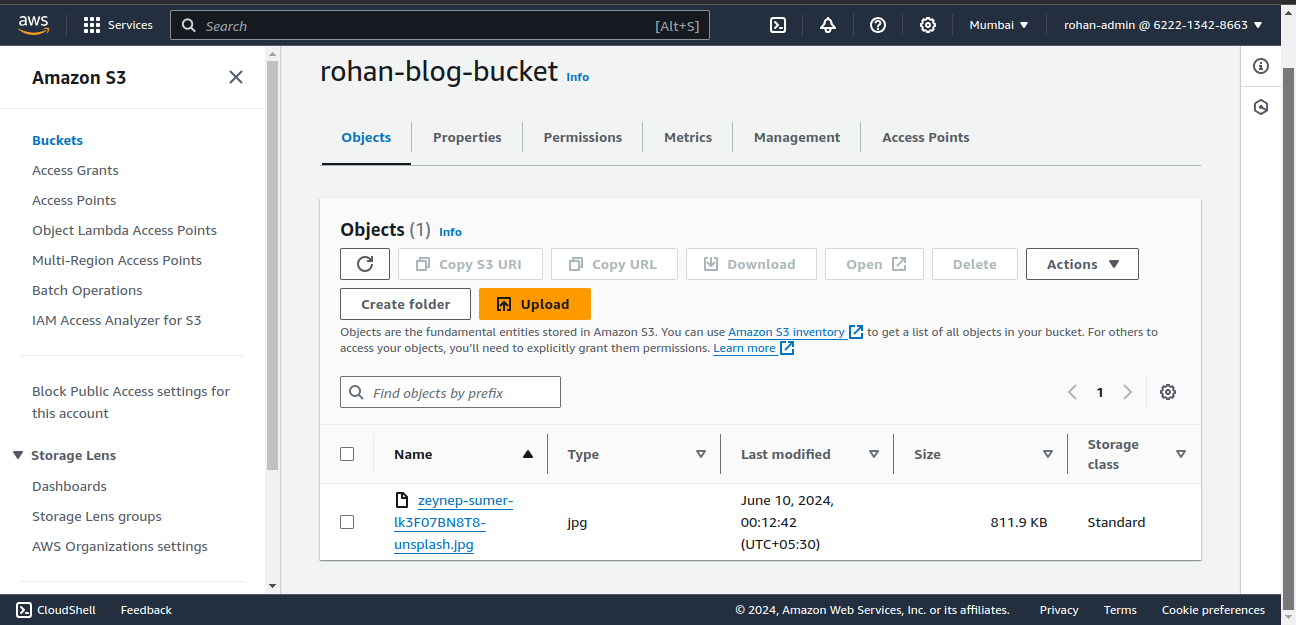 aws
Services
Search
[Alt+S]
Mumbai
rohan-admin @ 6222-1342-8663
Amazon S3
Buckets
Access Grants
Access Points
Object Lambda Access Points
Multi-Region Access Points
Batch Operations
IAM Access Analyzer for S3
Block Public Access settings for
this account
Storage Lens
Dashboards
Storage Lens groups
AWS Organizations settings
rohan-blog-bucket Info
Objects
Properties
Permissions
Metrics
Management
Access Points
Objects (1) Info
Copy S3 URI
Copy URL
Download
Open
Delete
Actions
Create folder
Upload
Objects are the fundamental entities stored in Amazon S3. You can use Amazon S3 inventory to get a list of all objects in your bucket. For others to
access your objects, you'll need to explicitly grant them permissions. Learn more
Find objects by prefix
1
Name
Type
Last modified
Size
Storage
class
zeynep-sumer-
lk3F07BN8T8-
unsplash.jpg
jpg
June 10, 2024,
00:12:42
(UTC+05:30)
811.9 KB
Standard
CloudShell
Feedback
© 2024, Amazon Web Services, Inc. or its affiliates.
Privacy
Terms
Cookie preferences